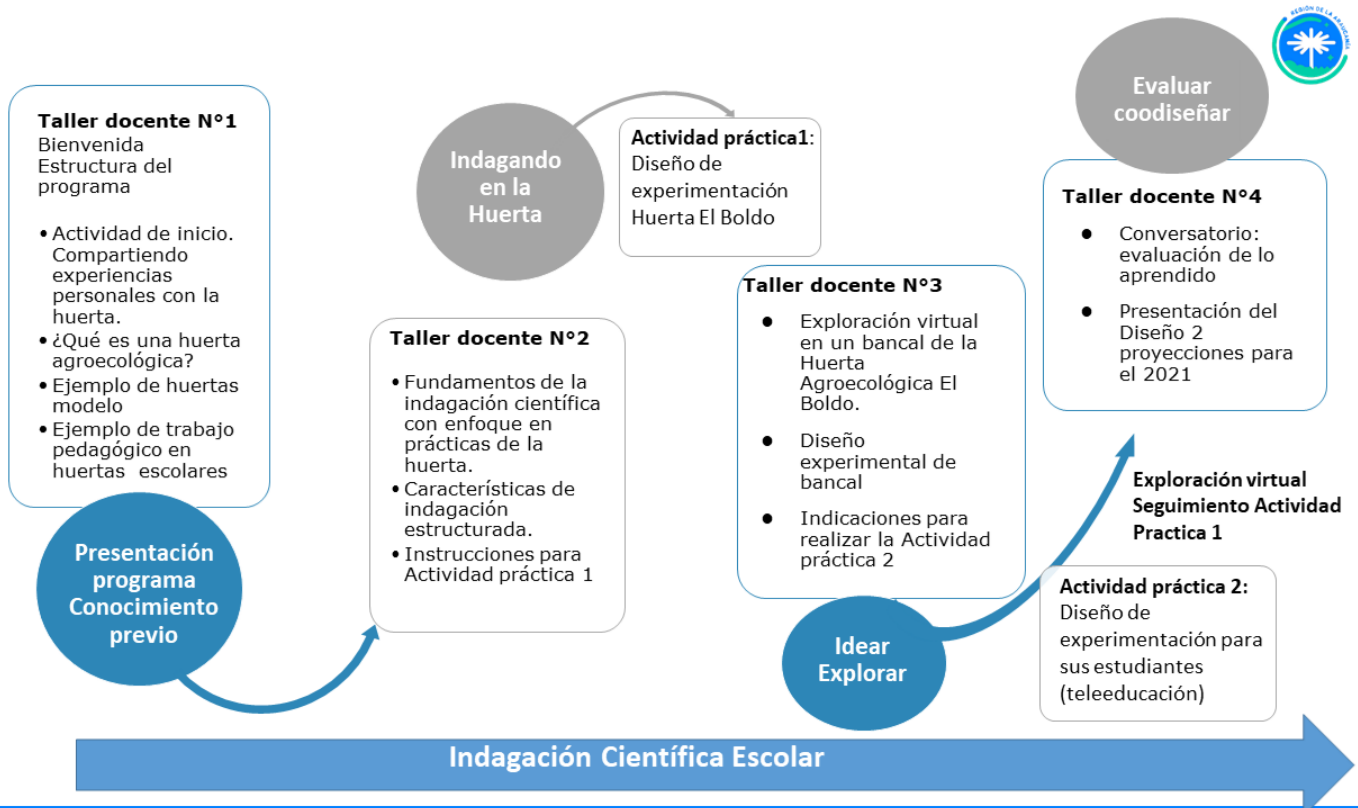 REGIÓN DE LA ARAUCANÍA
Taller docente N°1
Bienvenida
Estructura del
programa
• Actividad de inicio.
Compartiendo
experiencias
personales con la
huerta.
• ¿Qué es una huerta
agroecológica?
• Ejemplo de huertas
modelo
• Ejemplo de trabajo
pedagógico en
huertas escolares
Presentación
programa
Conocimiento
previo
Indagando
en la
Huerta
Actividad práctica1:
Diseño de
experimentación
Huerta El Boldo
Taller docente N°2
• Fundamentos de la
indagación científica
con enfoque en
prácticas de la
huerta.
• Características de
indagación
estructurada.
• Instrucciones para
Actividad práctica 1
Taller docente N°3
● Exploración virtual
en un bancal de la
Huerta
Agroecológica El
Boldo.
● Diseño
experimental de
bancal
● Indicaciones para
realizar la Actividad
práctica 2
Idear
Explorar
Evaluar
coodiseñar
Taller docente N°4
● Conversatorio:
evaluación de lo
aprendido
● Presentación del
Diseño 2
proyecciones para
el 2021
Exploración virtual
Seguimiento Actividad
Practica 1
Actividad práctica 2:
Diseño de
experimentación para
sus estudiantes
(teleeducación)
Indagación Científica Escolar